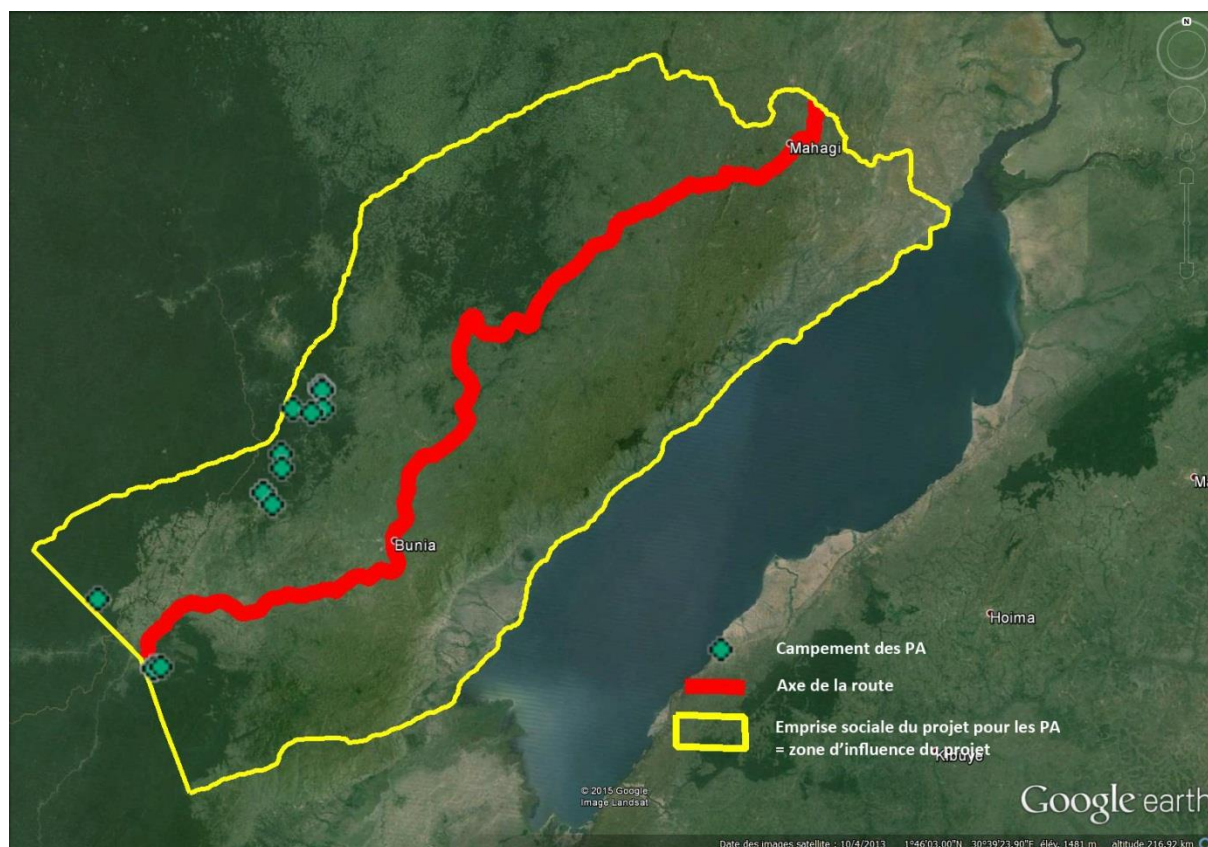 N
Mahagi
Bunia
Ma
Hoima
Campement des PA
Axe de la route
Emprise sociale du projet pour les PA
= zone d'influence du projet
Kibuye
© 2015 Google
Image Landsat
Google earth
Date des images satellite : 10/4/2013 1°46'03.00"N 30°39'23.90"E élév. 1481 m altitude 216.92 km